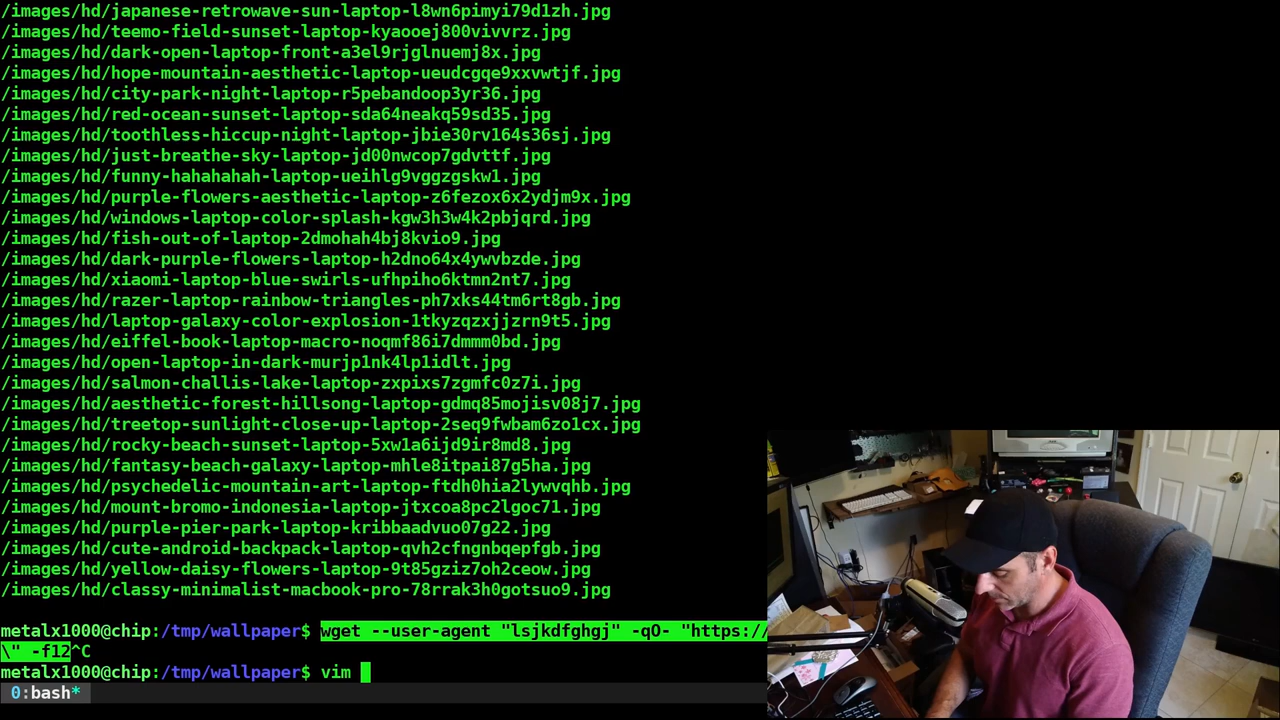 /images/hd/japanese-retrowave-sun-laptop-l8wn6pimyi79d1zh.jpg
/images/hd/teemo-field-sunset-laptop-kyaooej800vivvrz.jpg
/images/hd/dark-open-laptop-front-a3el9rjglnuemj8x.jpg
/images/hd/hope-mountain-aesthetic-laptop-ueudcgqe9xxvwtjf.jpg
/images/hd/city-park-night-laptop-r5pebandoop3yr36.jpg
/images/hd/red-ocean-sunset-laptop-sda64neakq59sd35.jpg
/images/hd/toothless-hiccup-night-laptop-jbie30rv164s36sj.jpg
/images/hd/just-breathe-sky-laptop-jd00nwcop7gdvttf.jpg
/images/hd/funny-hahahahah-laptop-ueihlg9vggzgskw1.jpg
/images/hd/purple-flowers-aesthetic-laptop-z6fezox6x2ydjm9x.jpg
/images/hd/windows-laptop-color-splash-kgw3h3w4k2pbjqrd.jpg
/images/hd/fish-out-of-laptop-2dmohah4bj8kvio9.jpg
/images/hd/dark-purple-flowers-laptop-h2dno64x4ywvbzde.jpg
/images/hd/xiaomi-laptop-blue-swirls-ufhpiho6ktmn2nt7.jpg
/images/hd/razer-laptop-rainbow-triangles-ph7xks44tm6rt8gb.jpg
/images/hd/laptop-galaxy-color-explosion-1tkyzqzxjjzrn9t5.jpg
/images/hd/eiffel-book-laptop-macro-noqmf86i7dmmm0bd.jpg
/images/hd/open-laptop-in-dark-murjp1nk4lp1idlt.jpg
/images/hd/salmon-challis-lake-laptop-zxpixs7zgmfc0z7i.jpg
/images/hd/aesthetic-forest-hillsong-laptop-gdmq85mojisv08j7.jpg
/images/hd/treetop-sunlight-close-up-laptop-2seq9fwbam6zo1cx.jpg
/images/hd/rocky-beach-sunset-laptop-5xw1a6ijd9ir8md8.jpg
/images/hd/fantasy-beach-galaxy-laptop-mhle8itpai87g5ha.jpg
/images/hd/psychedelic-mountain-art-laptop-ftdh0hia2lywvqhb.jpg
/images/hd/mount-bromo-indonesia-laptop-jtxcoa8pc2lgoc71.jpg
/images/hd/purple-pier-park-laptop-kribbaadvuo07g22.jpg
/images/hd/cute-android-backpack-laptop-qvh2cfngnbqepfgb.jpg
/images/hd/yellow-daisy-flowers-laptop-9t85gziz7oh2ceow.jpg
/images/hd/classy-minimalist-macbook-pro-78rrak3h0gotsuo9.jpg
metalx1000@chip:/tmp/wallpaper$ wget --user-agent "lsjkdfghgj" -qO- "https://
\" -f12^C
metalx1000@chip:/tmp/wallpaper$ vim
0:bash*